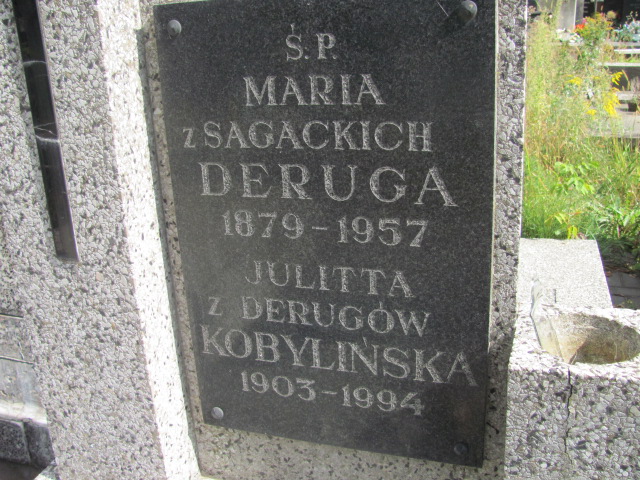 Ś.P.
MARIA
z SAGACKICH
DERUGA
1879-1957
JULITTA
Z DERUGÓW
KOBYLIŃSKA
1903-1994